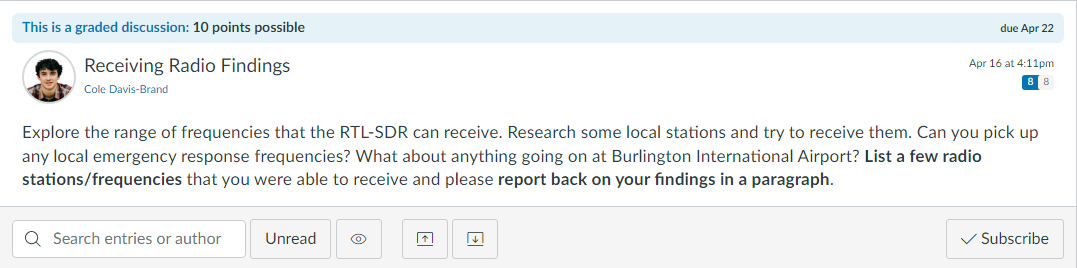 This is a graded discussion: 10 points possible due Apr 22
Receiving Radio Findings Apr 16 at 4:11pm
Cole Davis-Brand 8 8
Explore the range of frequencies that the RTL-SDR can receive. Research some local stations and try to receive them. Can you pick up
any local emergency response frequencies? What about anything going on at Burlington International Airport? List a few radio
stations/frequencies that you were able to receive and please report back on your findings in a paragraph.
Search entries or author Unread Subscribe